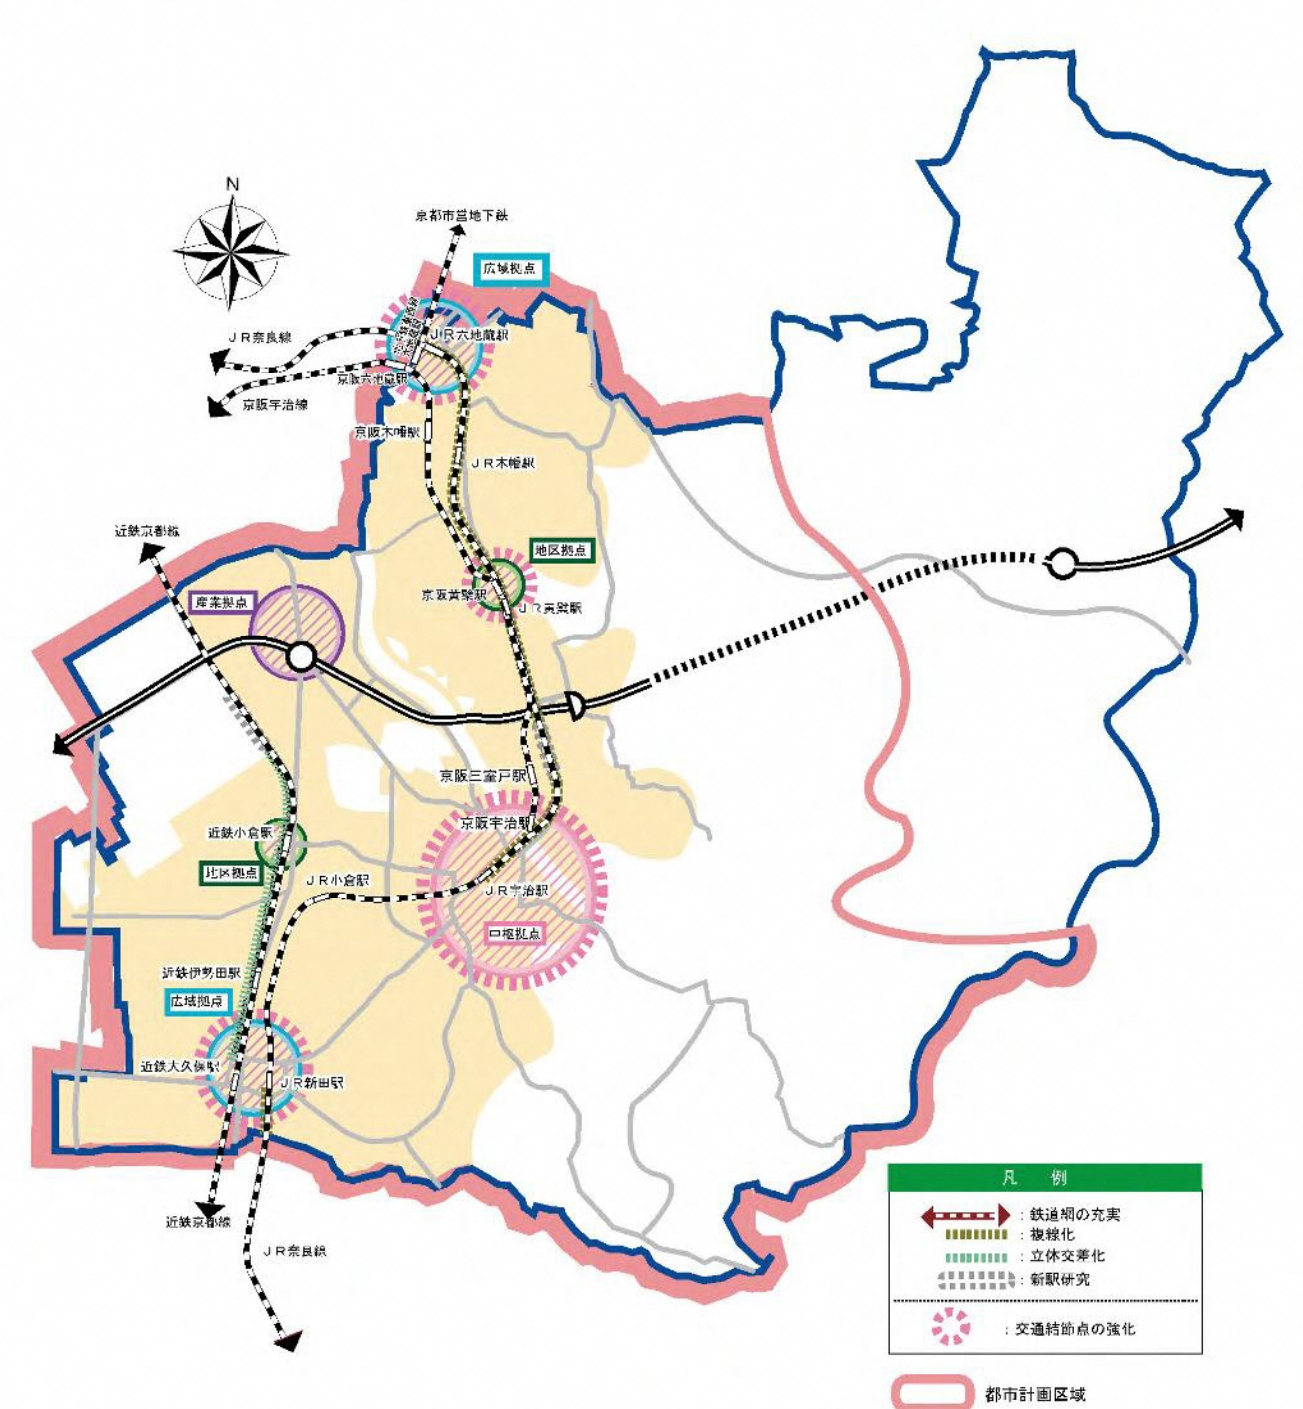 N
京都市営地下鉄
広域拠点
JR奈良線
JR六地蔵駅
京阪六地蔵駅
京阪宇治線
京阪木幡駅
JR木幡駅
近鉄京都線
地区拠点
京阪黄檗駅
JR黄檗駅
産業拠点
京阪三室戸駅
京阪宇治駅
近鉄小倉駅
地区拠点
JR小倉駅
JR宇治駅
中枢拠点
近鉄伊勢田駅
広域拠点
近鉄大久保駅
JR新田駅
近鉄京都線
JR奈良線
凡 例
：鉄道網の充実
：複線化
：立体交差化
：新駅研究
：交通結節点の強化
都市計画区域